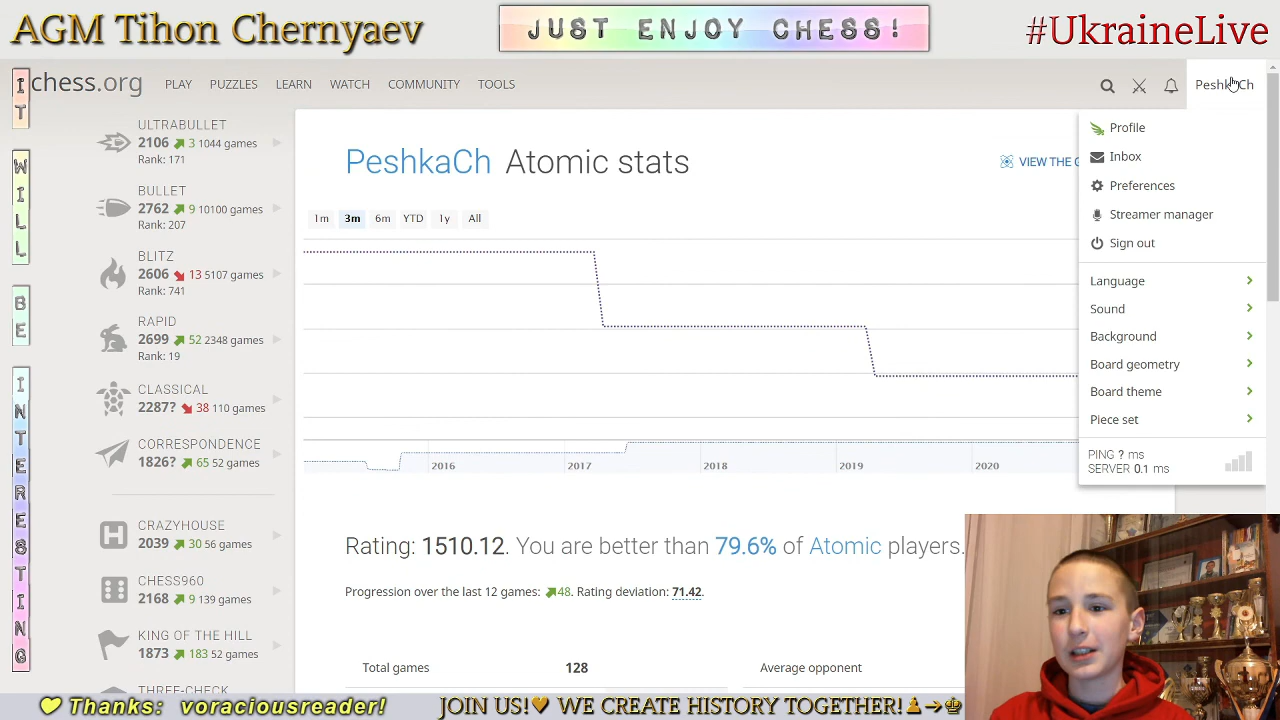 AGM Tihon Chernyaev
JUST ENJOY CHESS!
#UkraineLive
IT
WILL
BE
INTERESTING
chess.org
PLAY PUZZLES LEARN WATCH COMMUNITY TOOLS
ULTRABULLET
2106 3 1044 games
Rank: 171
BULLET
2762 9 10100 games
Rank: 207
BLITZ
2606 13 5107 games
Rank: 741
RAPID
2699 52 2348 games
Rank: 19
CLASSICAL
2287? 38 110 games
CORRESPONDENCE
1826? 65 52 games
CRAZYHOUSE
2039 30 56 games
CHESS960
2168 9 139 games
KING OF THE HILL
1873 183 52 games
THREE-CHECK
PeshkaCh Atomic stats
VIEW THE G
1m 3m 6m YTD 1y All
2016 2017 2018 2019 2020
Rating: 1510.12. You are better than 79.6% of Atomic players.
Progression over the last 12 games: 48. Rating deviation: 71.42.
Total games 128 Average opponent
PeshkaCh
Profile
Inbox
Preferences
Streamer manager
Sign out
Language
Sound
Background
Board geometry
Board theme
Piece set
PING ? ms
SERVER 0.1 ms
Thanks: voraciousreader!
JOIN US! WE CREATE HISTORY TOGETHER!